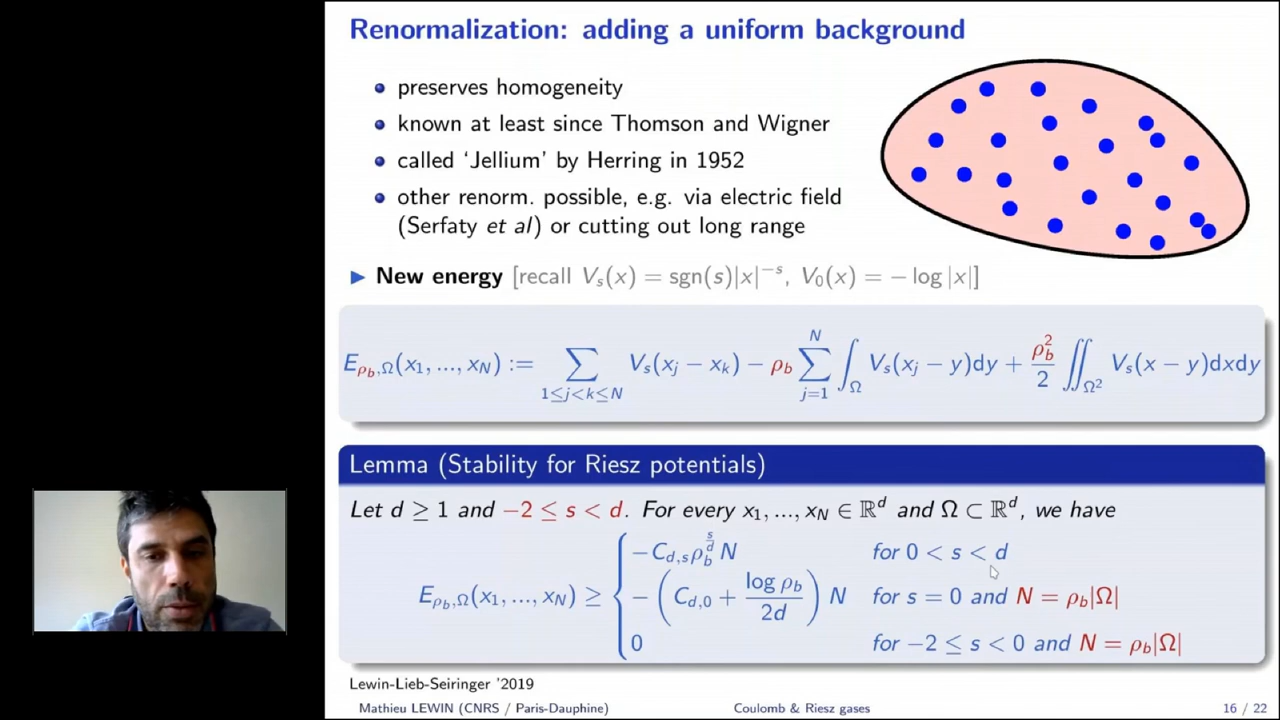 Renormalization: adding a uniform background
preserves homogeneity
known at least since Thomson and Wigner
called ‘Jellium’ by Herring in 1952
other renorm. possible, e.g. via electric field
(Serfaty et al) or cutting out long range
▶ New energy [recall V_s(x) = sgn(s)|x|^{−s}, V_0(x) = − log |x|]
E_{ρ_b,Ω}(x_1, ..., x_N) := ∑_{1≤j<k≤N} V_s(x_j − x_k) − ρ_b ∑_{j=1}^{N} ∫_Ω V_s(x_j − y)dy + ρ_b^2/2 ∬_{Ω^2} V_s(x − y)dxdy
Lemma (Stability for Riesz potentials)
Let d ≥ 1 and −2 ≤ s < d. For every x_1, ..., x_N ∈ ℝ^d and Ω ⊂ ℝ^d, we have
−C_{d,s} ρ_b^{s/d} N for 0 < s < d
E_{ρ_b,Ω}(x_1, ..., x_N) ≥ { −(C_{d,0} + log ρ_b/2d) N for s = 0 and N = ρ_b|Ω|
0 for −2 ≤ s < 0 and N = ρ_b|Ω|
Lewin-Lieb-Seiringer '2019
Mathieu LEWIN (CNRS / Paris-Dauphine) Coulomb & Riesz gases 16 / 22